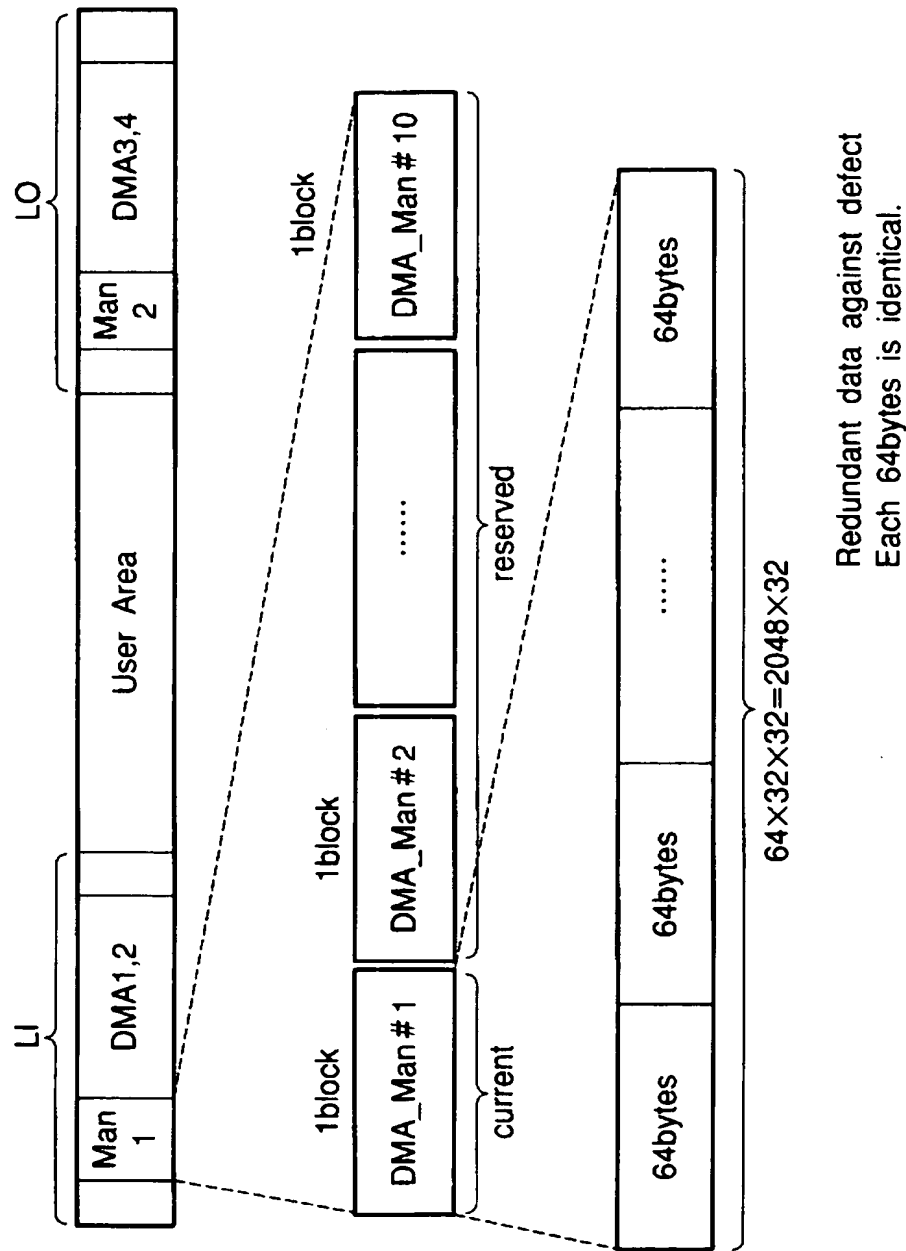 LI
LO
Man
1
DMA1,2
User Area
Man
2
DMA3,4
1block
1block
1block
DMA_Man#1
DMA_Man#2
......
DMA_Man#10
current
reserved
64bytes
64bytes
......
64bytes
64×32×32=2048×32
Redundant data against defect
Each 64bytes is identical.